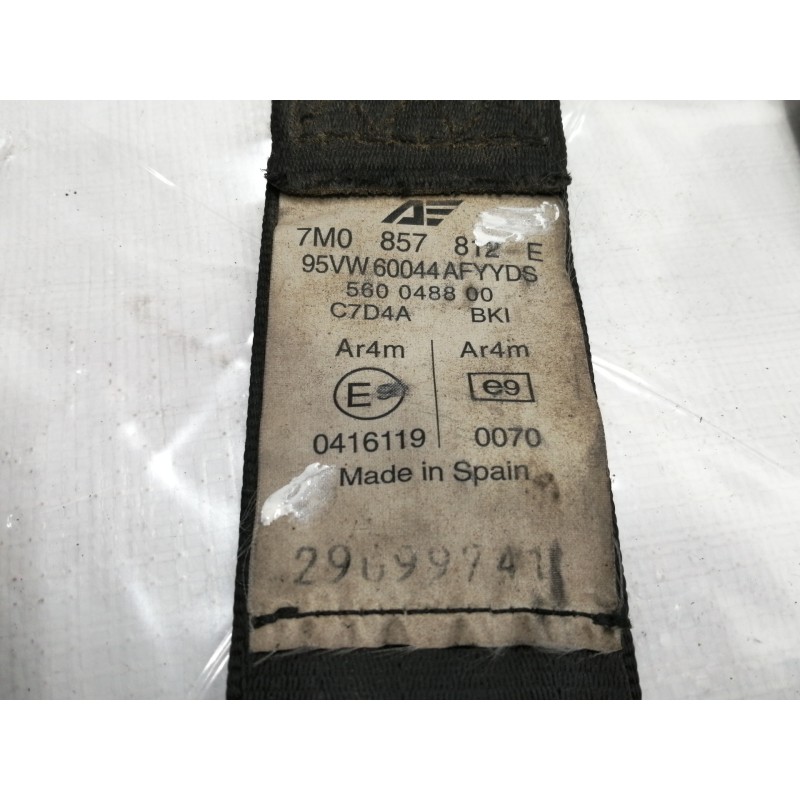 7M0 857 812 E
95VW 60044 AFYYDS
560 0488 00
C7D4A BKI
Ar4m Ar4m
E9 e9
0416119 0070
Made in Spain